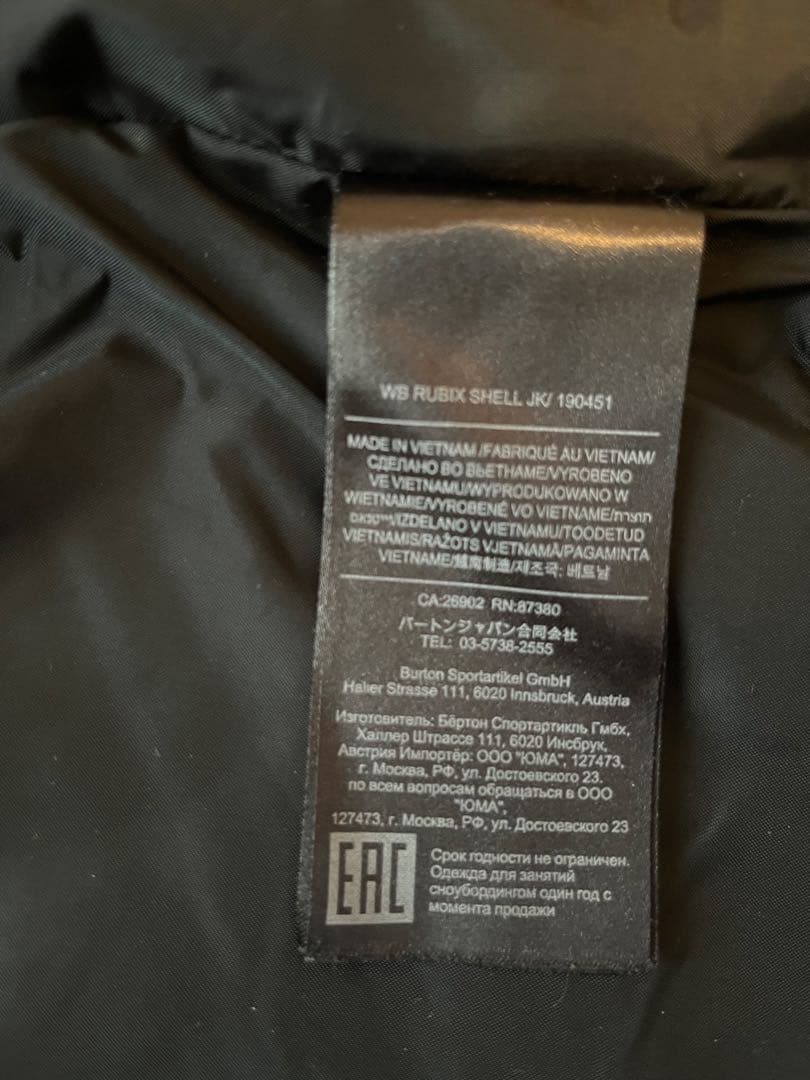 WB RUBIX SHELL JK/ 190451
MADE IN VIETNAM /FABRIQUÉ AU VIETNAM/
СДЕЛАНО ВО ВЬЕТНАМЕ/VYROBENO
VE VIETNAMU/WYPRODUKOWANO W
WIETNAMIE/VYROBENÉ VO VIETNAME/תוצרת
וייטנאם/IZDELANO V VIETNAMU/TOODETUD
VIETNAMIS/RAŽOTS VJETNAMĀ/PAGAMINTA
VIETNAME/越南制造/제조국: 베트남
CA:26902 RN:87380
バートンジャパン合同会社
TEL: 03-5738-2555
Burton Sportartikel GmbH
Haller Strasse 111, 6020 Innsbruck, Austria
Изготовитель: Бёртон Спортартикль Гмбх,
Халлер Штрассе 111, 6020 Инсбрук,
Австрия Импортёр: ООО "ЮМА", 127473,
г. Москва, РФ, ул. Достоевского 23.
по всем вопросам обращаться в ООО
"ЮМА",
127473, г. Москва, РФ, ул. Достоевского 23
EAC
Срок годности не ограничен.
Одежда для занятий
сноубордингом один год с
момента продажи